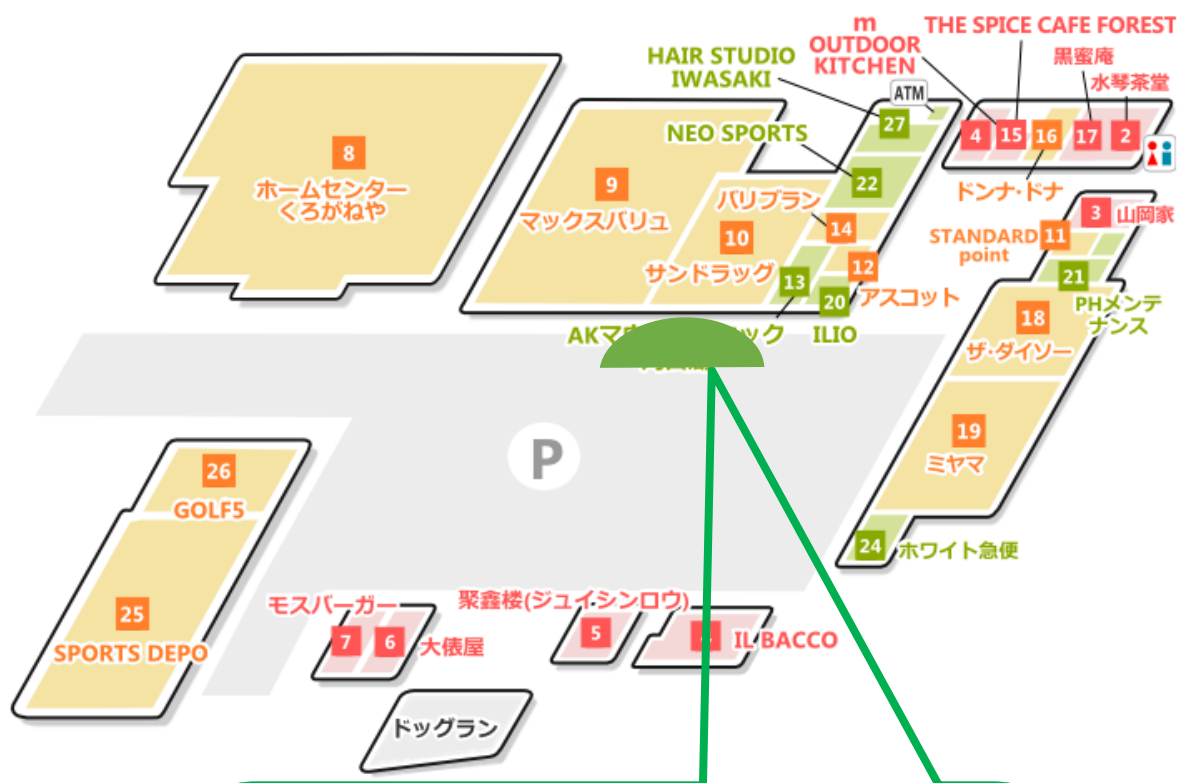 m
OUTDOOR
KITCHEN
THE SPICE CAFE FOREST
黒蜜庵
水琴茶堂
HAIR STUDIO
IWASAKI
ATM
27
4
15
16
17
2
NEO SPORTS
8
ホームセンター
くろがねや
9
マックスバリュ
22
ドンナ・ドナ
バリブラン
14
3
山岡家
10
サンドラッグ
STANDARD
point
11
12
アスコット
13
20
21
PHメンテ
ナンス
AKマ
ック
ILIO
18
ザ・ダイソー
P
19
ミヤマ
26
GOLF5
24
ホワイト急便
25
SPORTS DEPO
モスバーガー
7
6
大俵屋
聚鑫楼(ジュイシンロウ)
5
IL BACCO
ドッグラン